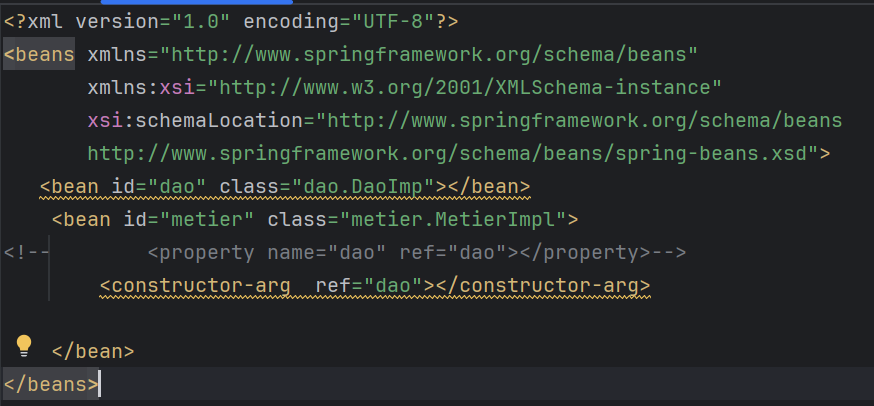 <?xml version="1.0" encoding="UTF-8"?>
<beans xmlns="http://www.springframework.org/schema/beans"
       xmlns:xsi="http://www.w3.org/2001/XMLSchema-instance"
       xsi:schemaLocation="http://www.springframework.org/schema/beans
       http://www.springframework.org/schema/beans/spring-beans.xsd">
   <bean id="dao" class="dao.DaoImp"></bean>
    <bean id="metier" class="metier.MetierImpl">
<!--        <property name="dao" ref="dao"></property>-->
        <constructor-arg  ref="dao"></constructor-arg>
    </bean>
</beans>